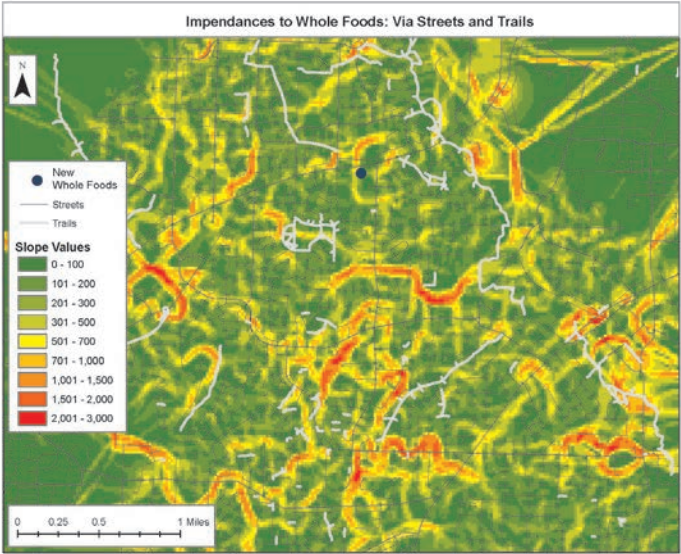 Impendances to Whole Foods: Via Streets and Trails
N
New
Whole Foods
Streets
Trails
Slope Values
0 - 100
101 - 200
201 - 300
301 - 500
501 - 700
701 - 1,000
1,001 - 1,500
1,501 - 2,000
2,001 - 3,000
0 0.25 0.5 1 Miles